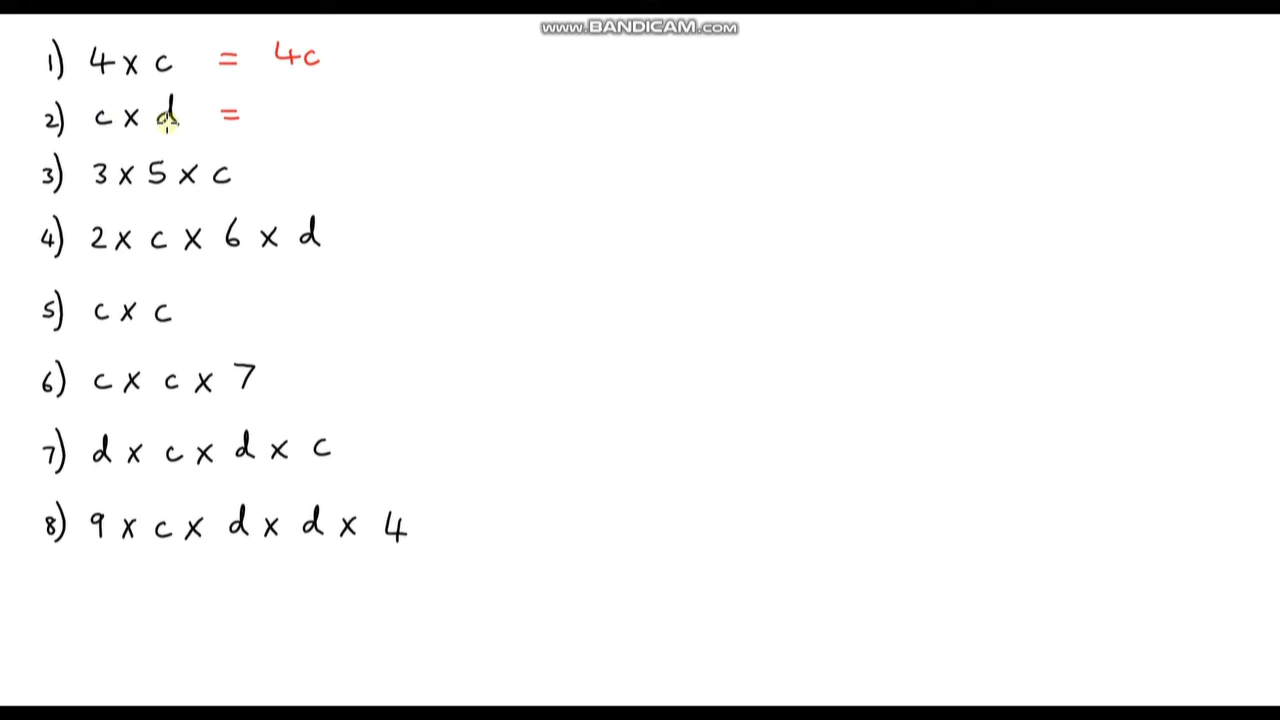 www.BANDICAM.com
1) 4 x c = 4c
2) c x d =
3) 3 x 5 x c
4) 2 x c x 6 x d
5) c x c
6) c x c x 7
7) d x c x d x c
8) 9 x c x d x d x 4